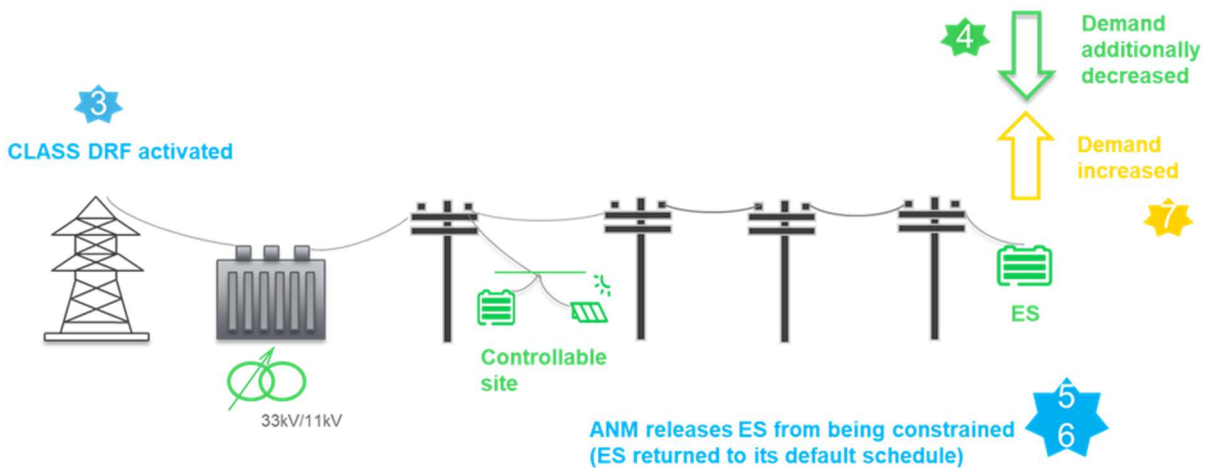 4
Demand
additionally
decreased
3
CLASS DRF activated
Demand
increased
7
ES
Controllable
site
33kV/11kV
5
6
ANM releases ES from being constrained
(ES returned to its default schedule)